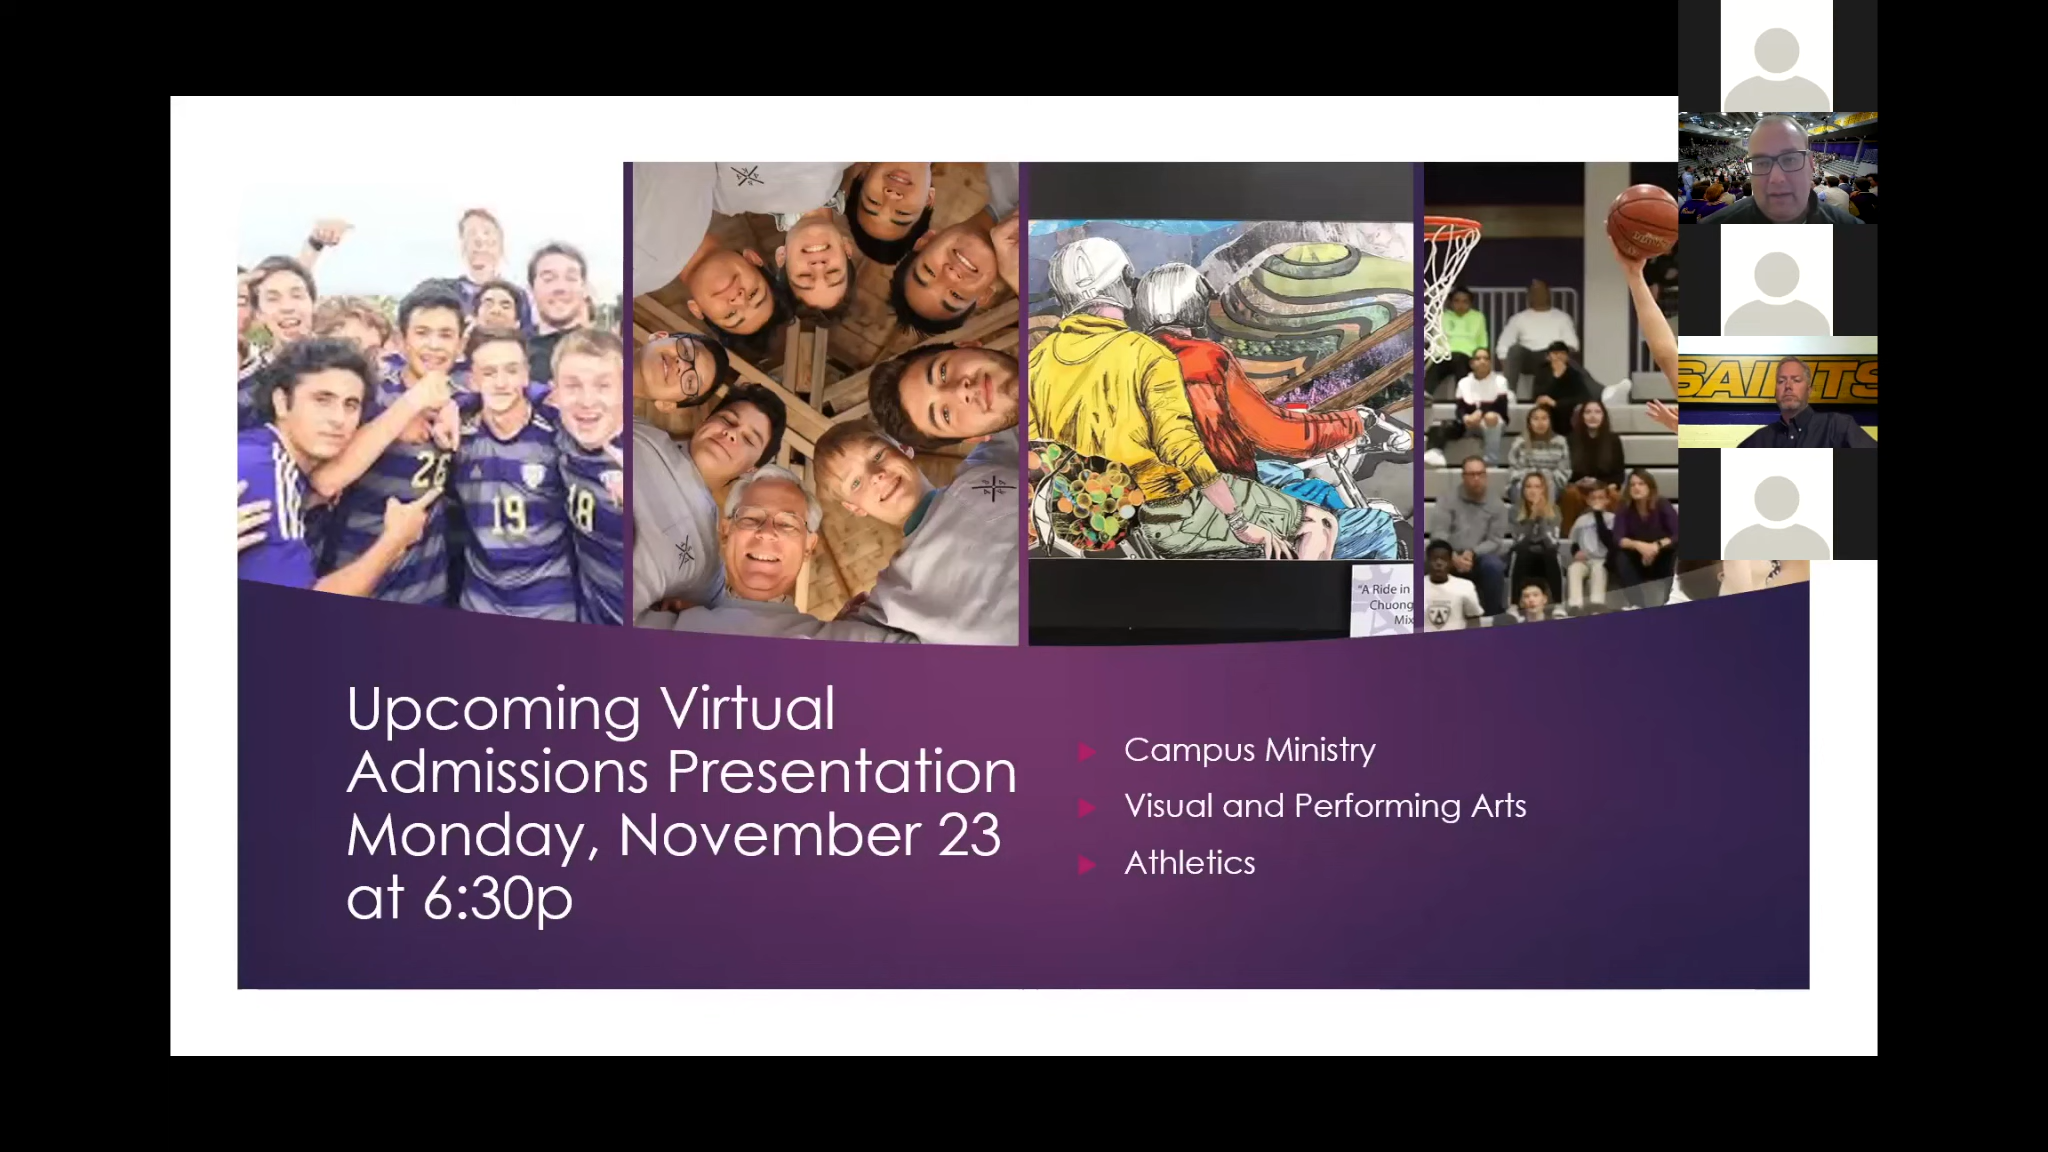 SAINTS
26
19
18
"A Ride in
Chuong
Mix
Upcoming Virtual
Admissions Presentation
Monday, November 23
at 6:30p
Campus Ministry
Visual and Performing Arts
Athletics